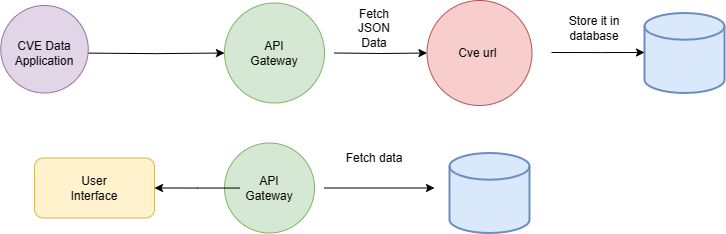 CVE Data
Application
API
Gateway
Fetch
JSON
Data
Cve url
Store it in
database
User
Interface
API
Gateway
Fetch data